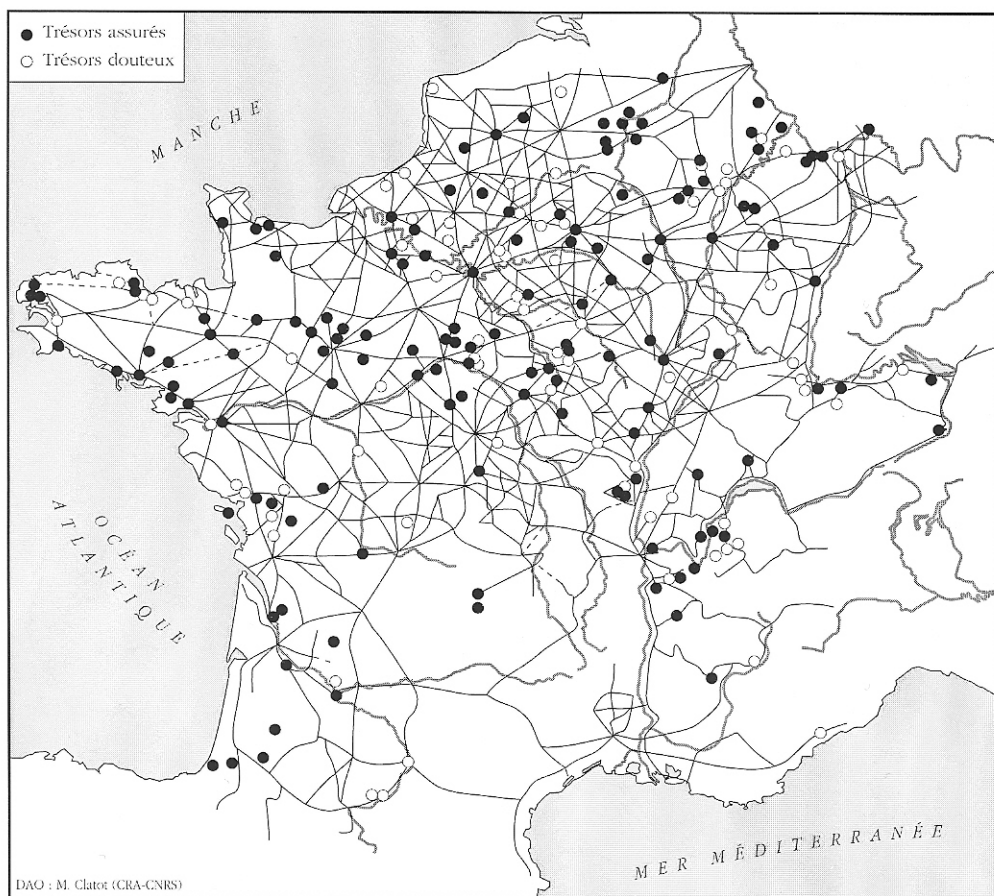 Trésors assurés
Trésors douteux
MANCHE
OCÉAN
ATLANTIQUE
MER MÉDITERRANÉE
DAO : M. Clatot (CRA-CNRS)